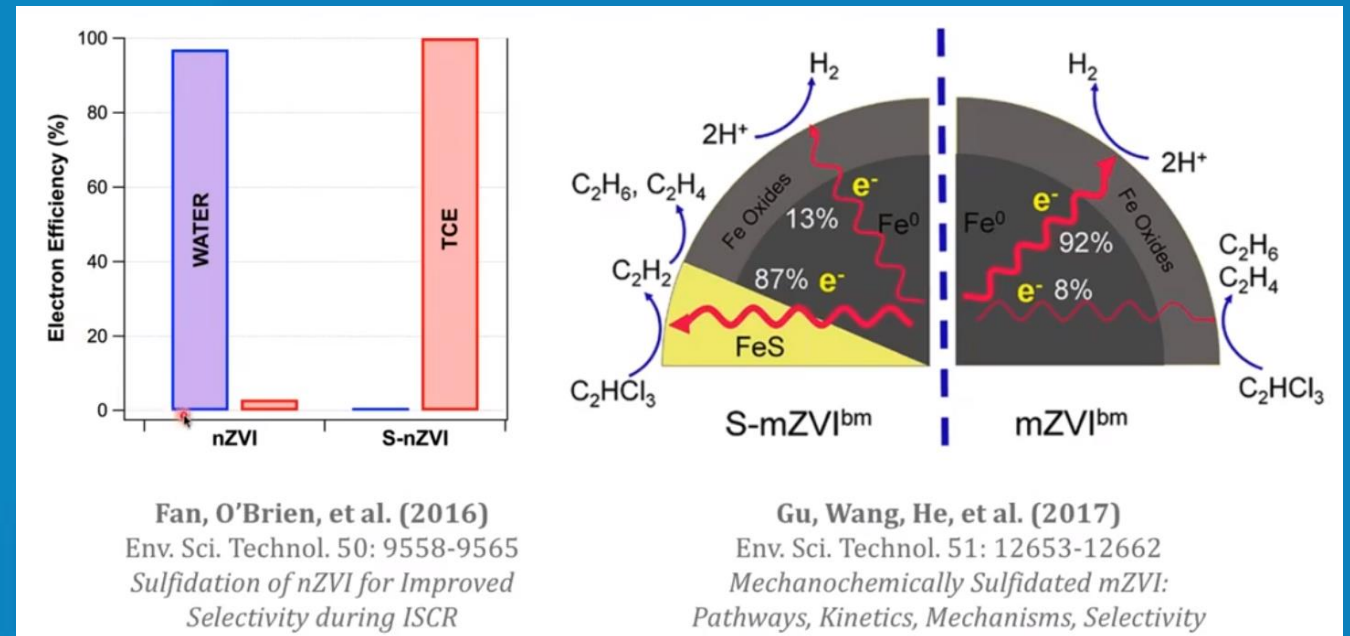 100
80
60
40
20
0
Electron Efficiency (%)
WATER
TCE
nZVI
S-nZVI
H₂
2H⁺
C₂H₆, C₂H₄
C₂H₂
C₂HCl₃
Fe Oxides
13%
e⁻
Fe⁰
87% e⁻
FeS
S-mZVIᵇᵐ
H₂
2H⁺
Fe⁰
e⁻
92%
e⁻ 8%
Fe Oxides
C₂H₆
C₂H₄
C₂HCl₃
mZVIᵇᵐ
Fan, O’Brien, et al. (2016)
Env. Sci. Technol. 50: 9558-9565
Sulfidation of nZVI for Improved
Selectivity during ISCR
Gu, Wang, He, et al. (2017)
Env. Sci. Technol. 51: 12653-12662
Mechanochemically Sulfidated mZVI:
Pathways, Kinetics, Mechanisms, Selectivity